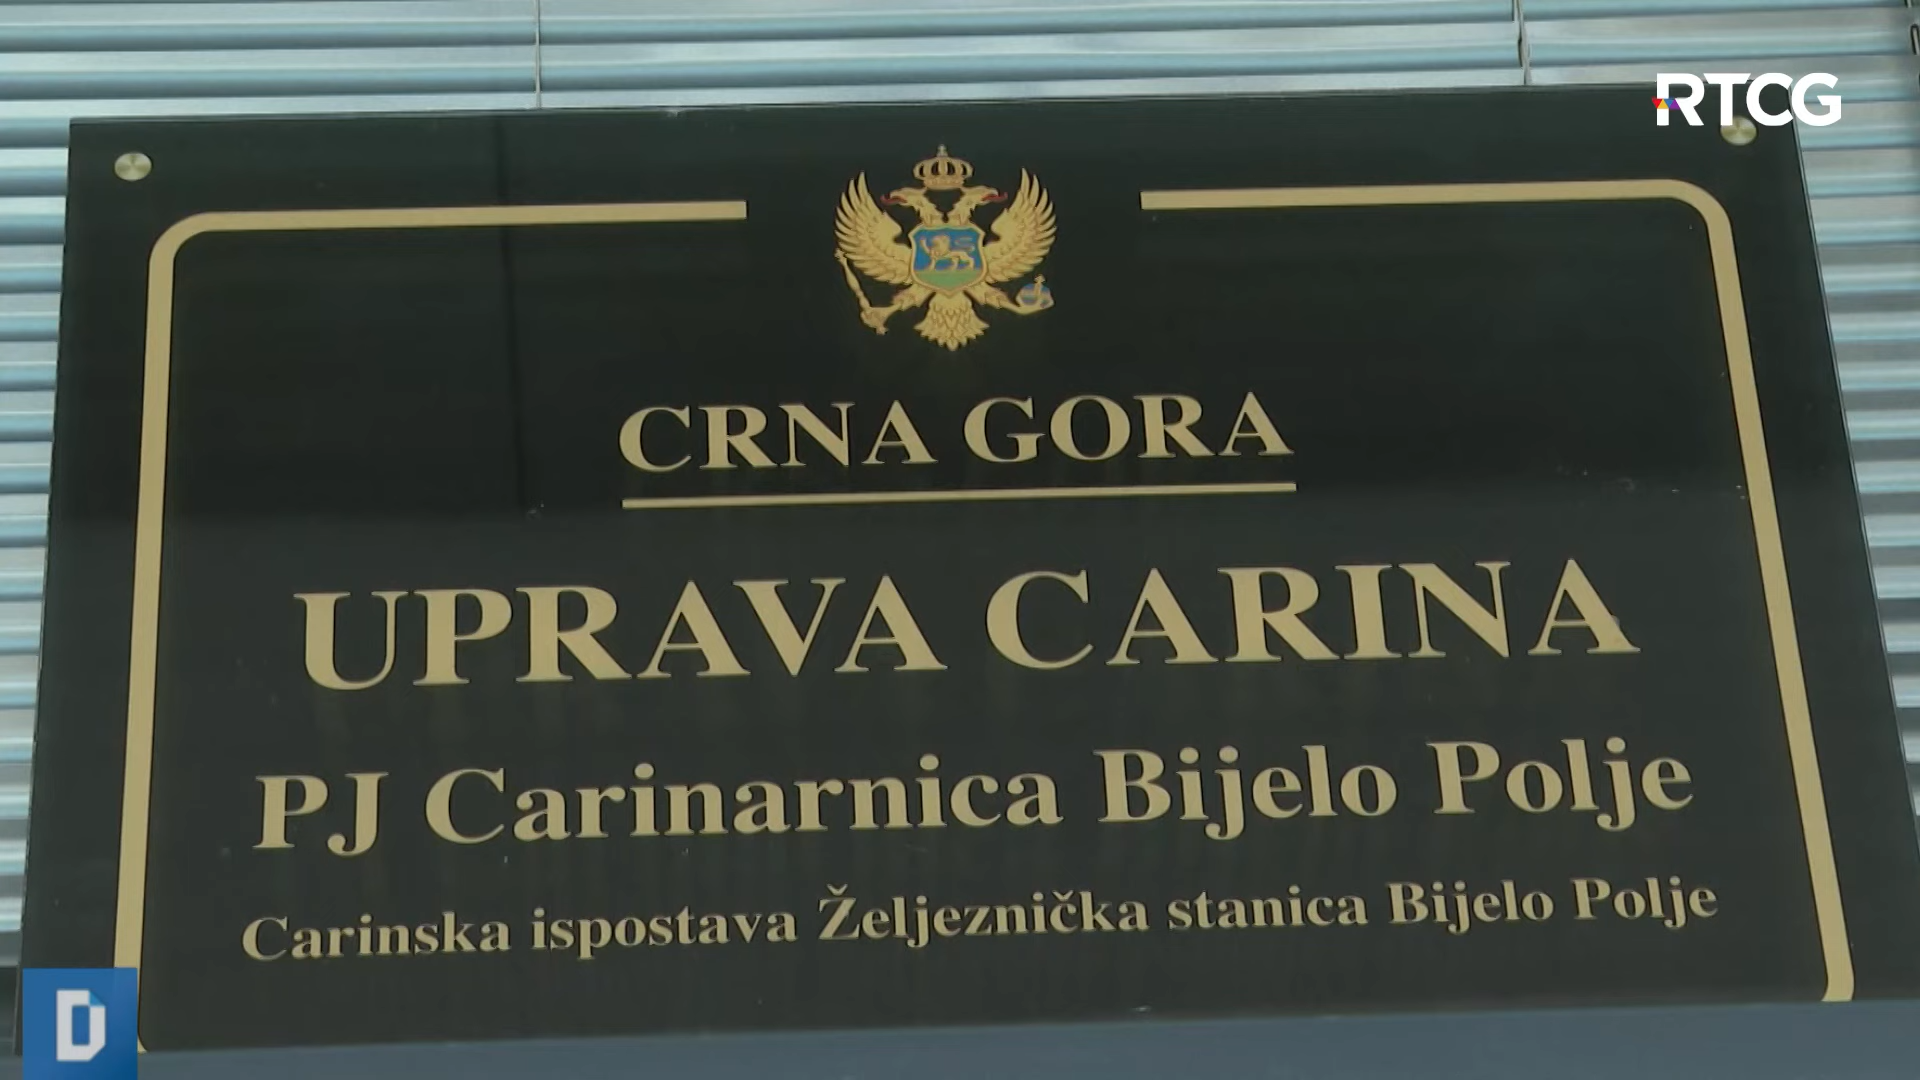 RTCG
CRNA GORA
UPRAVA CARINA
PJ Carinarnica Bijelo Polje
Carinska ispostava Željeznička stanica Bijelo Polje
D